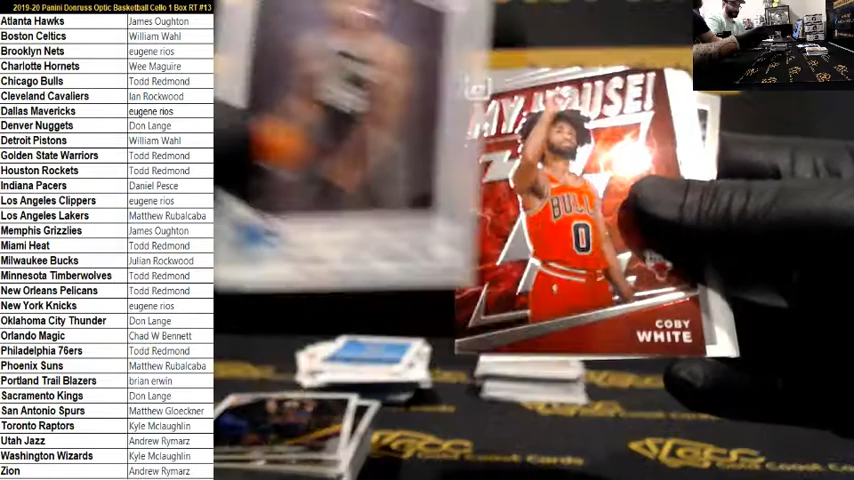 2019-20 Panini Donruss Optic Basketball Cello 1 Box RT #13
Atlanta Hawks James Oughton
Boston Celtics William Wahl
Brooklyn Nets eugene rios
Charlotte Hornets Wee Maguire
Chicago Bulls Todd Redmond
Cleveland Cavaliers Ian Rockwood
Dallas Mavericks eugene rios
Denver Nuggets Don Lange
Detroit Pistons William Wahl
Golden State Warriors Todd Redmond
Houston Rockets Todd Redmond
Indiana Pacers Daniel Pesce
Los Angeles Clippers eugene rios
Los Angeles Lakers Matthew Rubalcaba
Memphis Grizzlies James Oughton
Miami Heat Todd Redmond
Milwaukee Bucks Julian Rockwood
Minnesota Timberwolves Todd Redmond
New Orleans Pelicans Todd Redmond
New York Knicks eugene rios
Oklahoma City Thunder Don Lange
Orlando Magic Chad W Bennett
Philadelphia 76ers Todd Redmond
Phoenix Suns Matthew Rubalcaba
Portland Trail Blazers brian erwin
Sacramento Kings Don Lange
San Antonio Spurs Matthew Gloeckner
Toronto Raptors Kyle Mclaughlin
Utah Jazz Andrew Rymarz
Washington Wizards Kyle Mclaughlin
Zion Andrew Rymarz
MY HOUSE!
BULL
0
COBY
WHITE
Gold Coast Cards